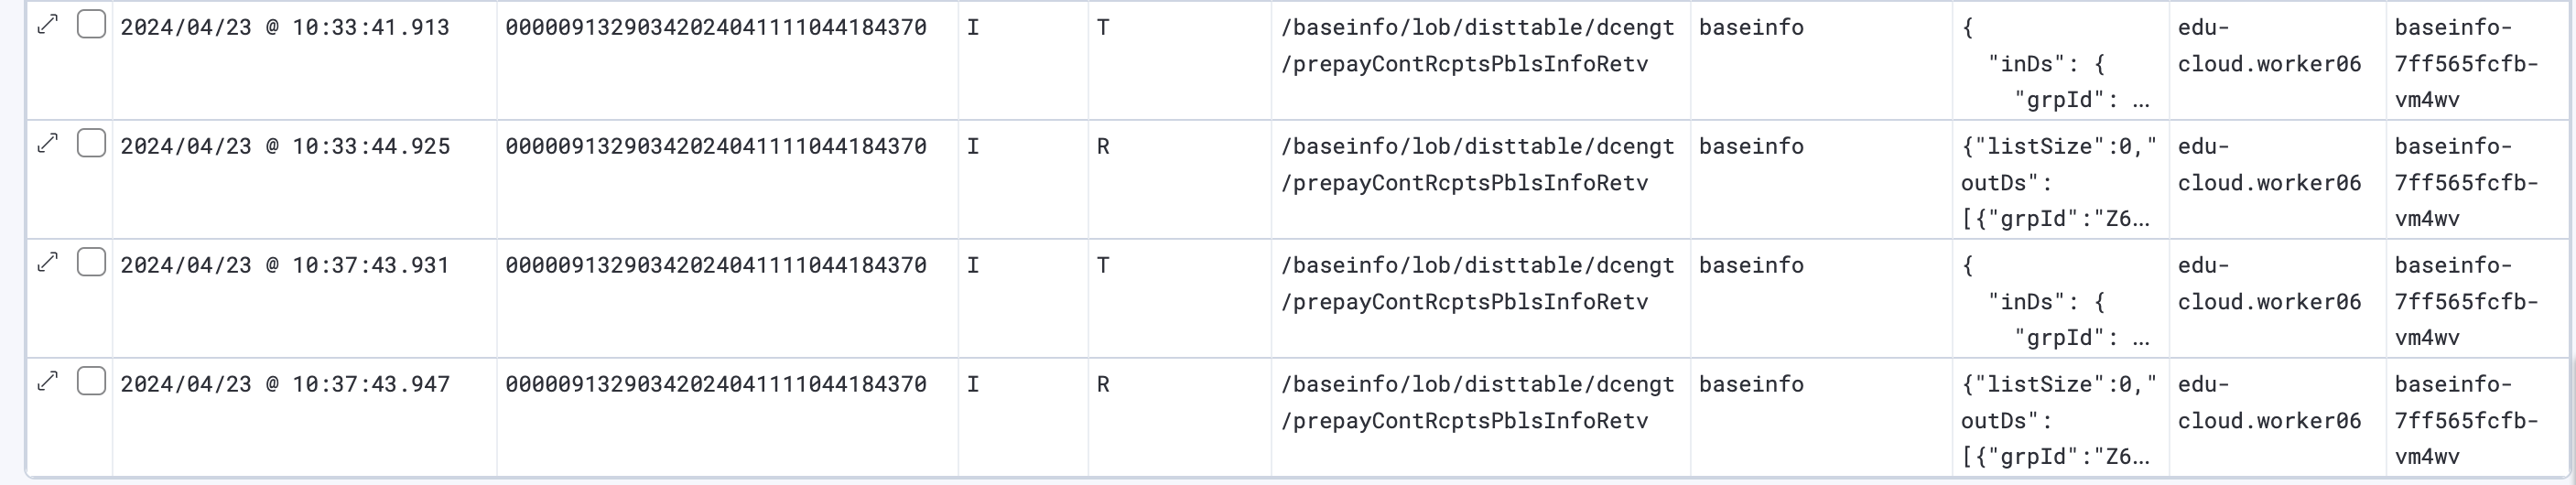 2024/04/23 @ 10:33:41.913
00000913290342024041111044184370
I
T
/baseinfo/lob/disttable/dcengt
/prepayContRcptsPblsInfoRetv
baseinfo
{
"inDs": {
"grpId": ...
edu-
cloud.worker06
baseinfo-
7ff565fcfb-
vm4wv
2024/04/23 @ 10:33:44.925
00000913290342024041111044184370
I
R
/baseinfo/lob/disttable/dcengt
/prepayContRcptsPblsInfoRetv
baseinfo
{"listSize":0,"
outDs":
[{"grpId":"Z6...
edu-
cloud.worker06
baseinfo-
7ff565fcfb-
vm4wv
2024/04/23 @ 10:37:43.931
00000913290342024041111044184370
I
T
/baseinfo/lob/disttable/dcengt
/prepayContRcptsPblsInfoRetv
baseinfo
{
"inDs": {
"grpId": ...
edu-
cloud.worker06
baseinfo-
7ff565fcfb-
vm4wv
2024/04/23 @ 10:37:43.947
00000913290342024041111044184370
I
R
/baseinfo/lob/disttable/dcengt
/prepayContRcptsPblsInfoRetv
baseinfo
{"listSize":0,"
outDs":
[{"grpId":"Z6...
edu-
cloud.worker06
baseinfo-
7ff565fcfb-
vm4wv